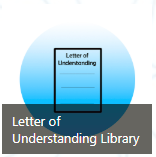 Letter of
Understanding
Letter of
Understanding Library